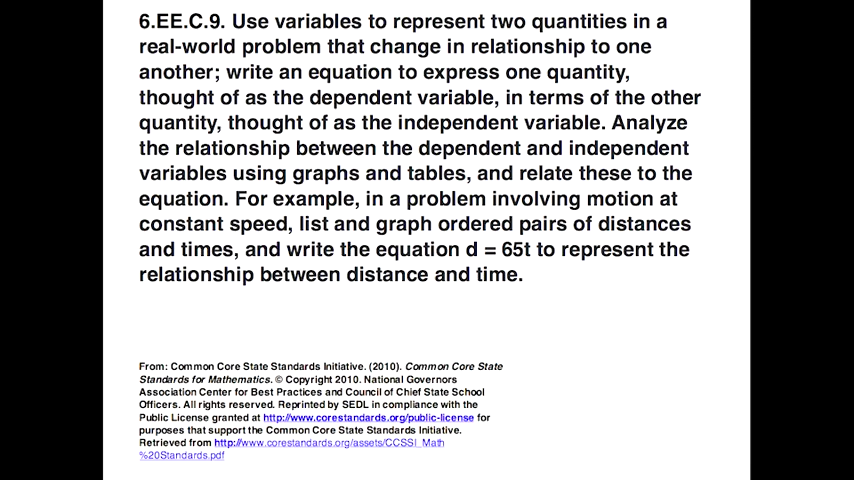 6.EE.C.9. Use variables to represent two quantities in a
real-world problem that change in relationship to one
another; write an equation to express one quantity,
thought of as the dependent variable, in terms of the other
quantity, thought of as the independent variable. Analyze
the relationship between the dependent and independent
variables using graphs and tables, and relate these to the
equation. For example, in a problem involving motion at
constant speed, list and graph ordered pairs of distances
and times, and write the equation d = 65t to represent the
relationship between distance and time.
From: Common Core State Standards Initiative. (2010). Common Core State
Standards for Mathematics. © Copyright 2010. National Governors
Association Center for Best Practices and Council of Chief State School
Officers. All rights reserved. Reprinted by SEDL in compliance with the
Public License granted at http://www.corestandards.org/public-license for
purposes that support the Common Core State Standards Initiative.
Retrieved from http://www.corestandards.org/assets/CCSSI_Math
%20Standards.pdf